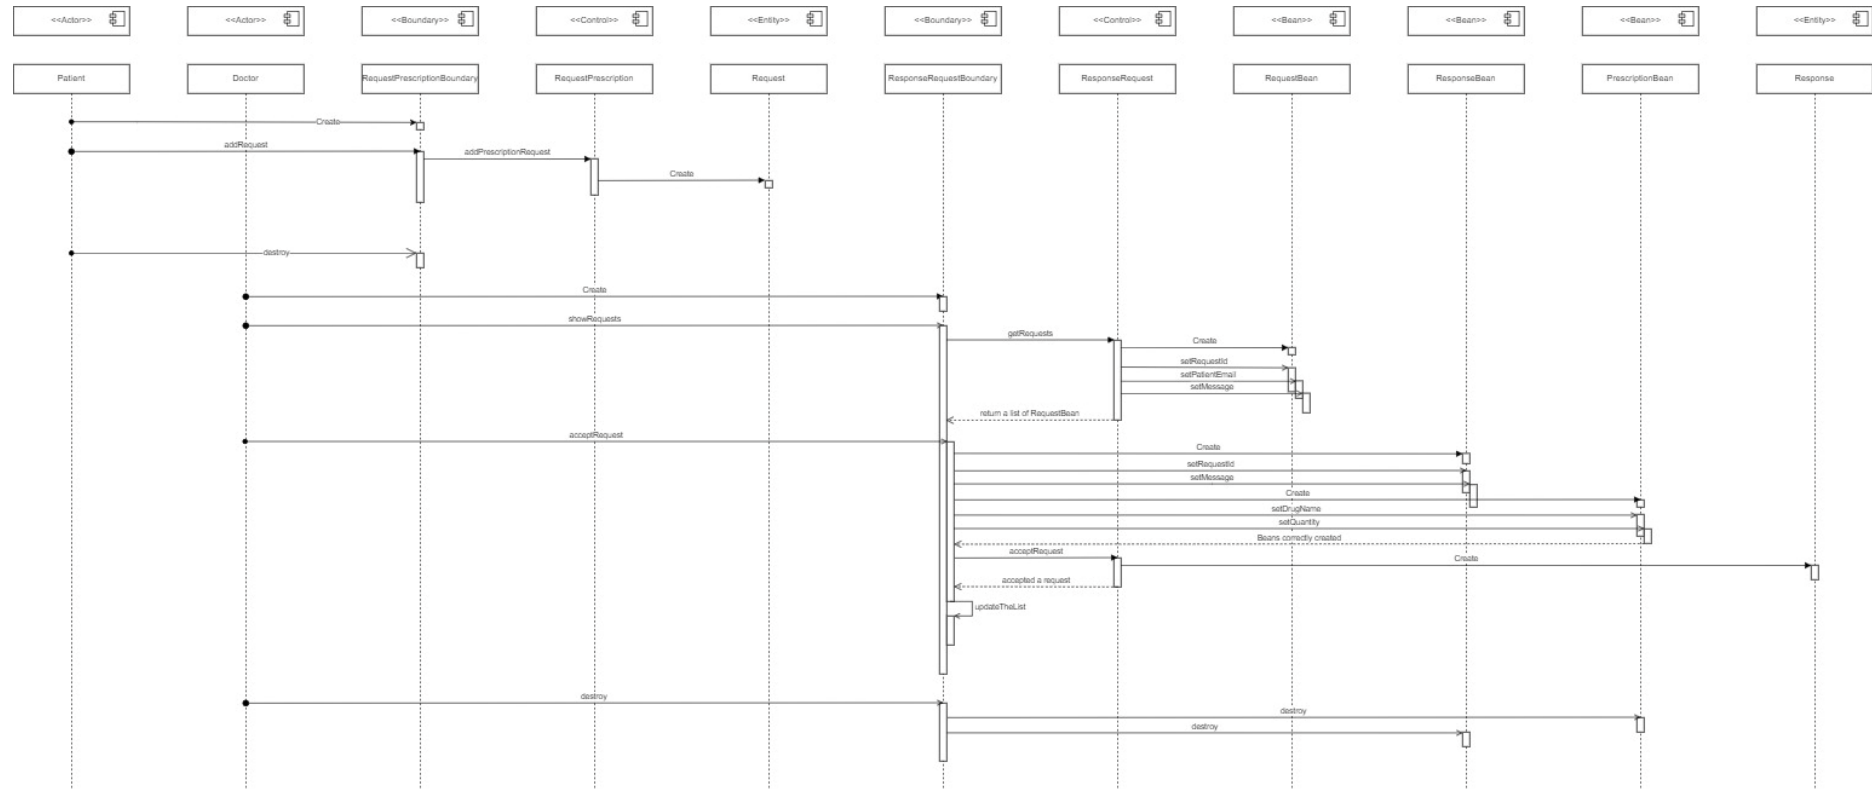 <<Actor>>
<<Actor>>
<<Boundary>>
<<Control>>
<<Entity>>
<<Boundary>>
<<Control>>
<<Bean>>
<<Bean>>
<<Bean>>
<<Entity>>
Patient
Doctor
RequestPrescriptionBoundary
RequestPrescription
Request
ResponseRequestBoundary
ResponseRequest
RequestBean
ResponseBean
PrescriptionBean
Response
Create
addRequest
addPrescriptionRequest
Create
destroy
Create
showRequests
getRequests
Create
setRequestId
setPatientEmail
setMessage
return a list of RequestBean
acceptRequest
Create
setRequestId
setMessage
Create
setDrugName
setQuantity
Beans correctly created
acceptRequest
Create
accepted a request
updateTheList
destroy
destroy
destroy